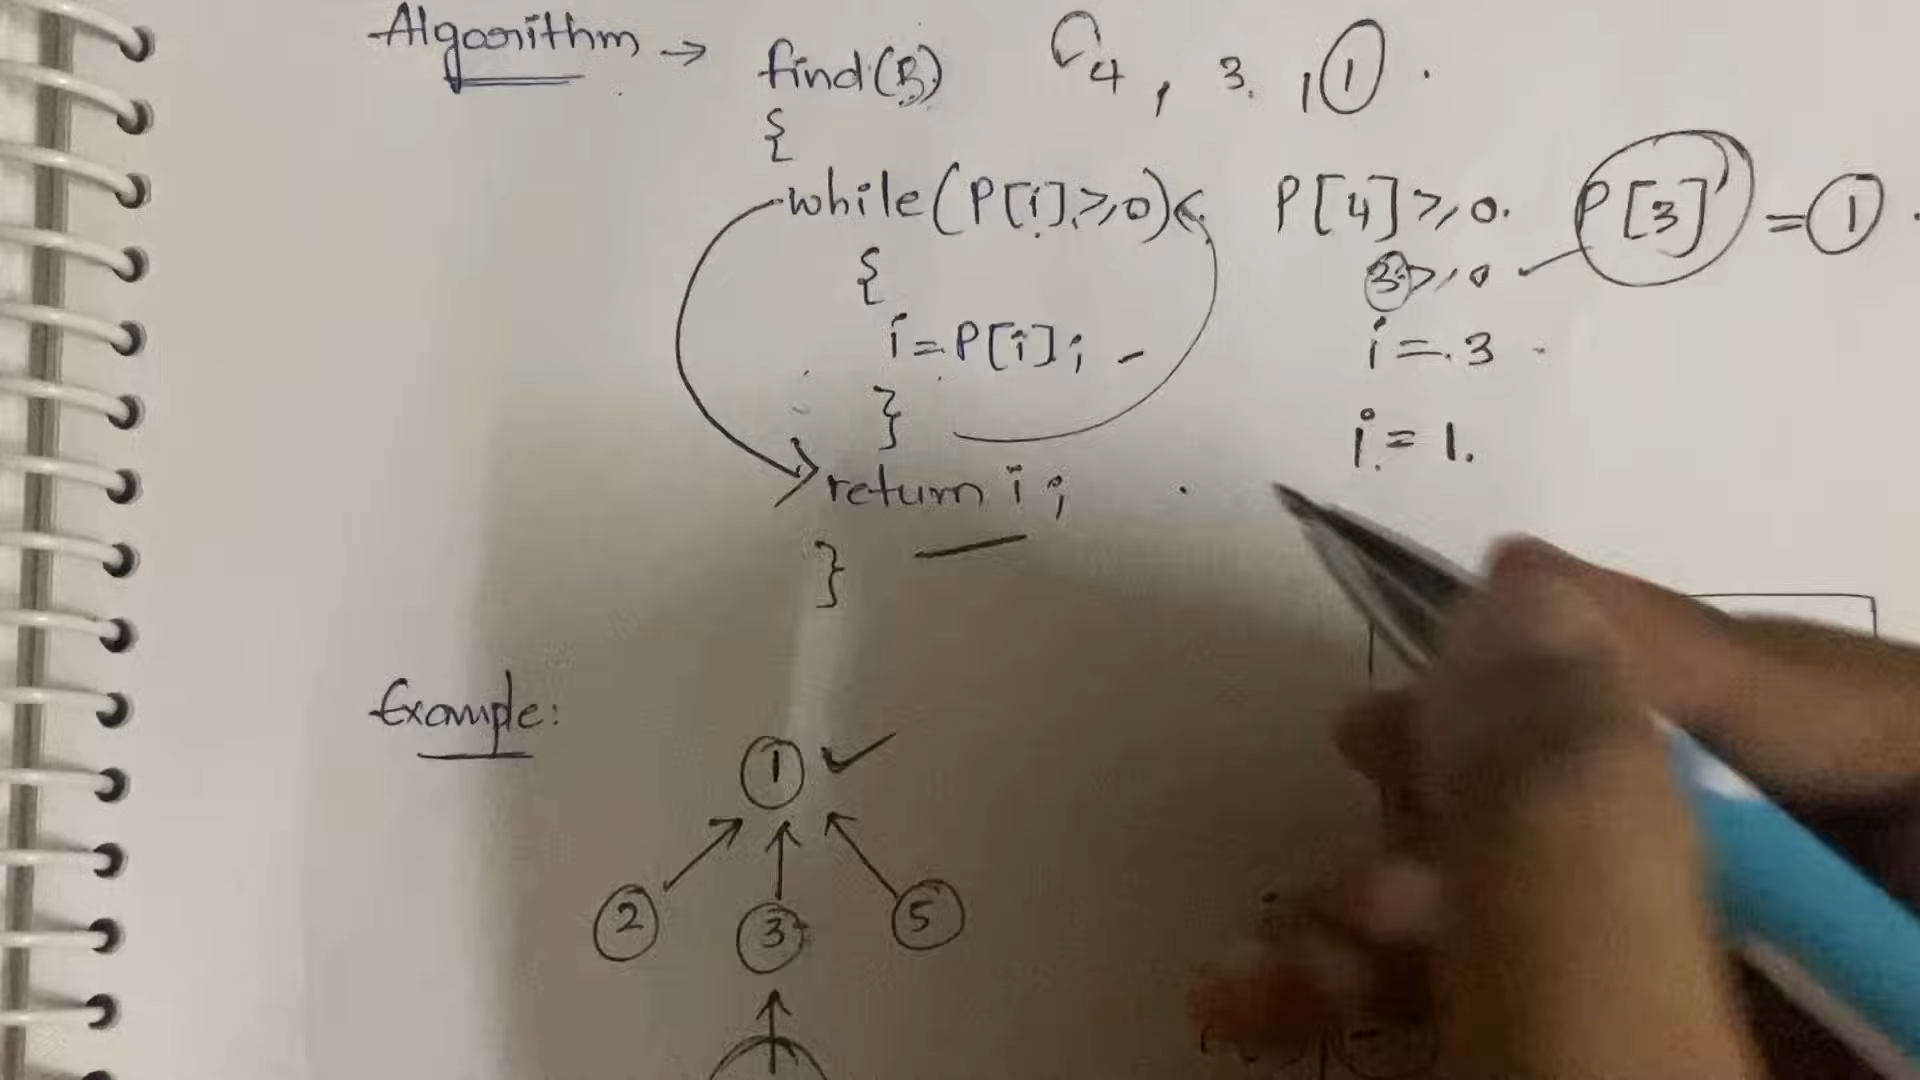 Algorithm → find(i) 4, 3, 1.
{
while(P[i]≥0) P[4]≥0. P[3] = 1
{ 3≥0
i=P[i]; i=3
} i=1.
return i;
}
Example:
1
2 3 5